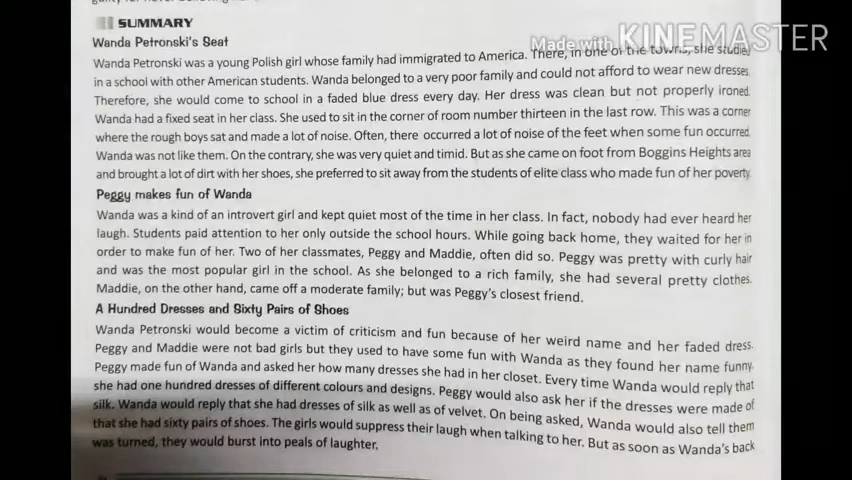 SUMMARY
Made with KINEMASTER
Wanda Petronski's Seat
Wanda Petronski was a young Polish girl whose family had immigrated to America. There, in one of the towns, she studied
in a school with other American students. Wanda belonged to a very poor family and could not afford to wear new dresses.
Therefore, she would come to school in a faded blue dress every day. Her dress was clean but not properly ironed.
Wanda had a fixed seat in her class. She used to sit in the corner of room number thirteen in the last row. This was a corner
where the rough boys sat and made a lot of noise. Often, there occurred a lot of noise of the feet when some fun occurred.
Wanda was not like them. On the contrary, she was very quiet and timid. But as she came on foot from Boggins Heights area
and brought a lot of dirt with her shoes, she preferred to sit away from the students of elite class who made fun of her poverty.
Peggy makes fun of Wanda
Wanda was a kind of an introvert girl and kept quiet most of the time in her class. In fact, nobody had ever heard her
laugh. Students paid attention to her only outside the school hours. While going back home, they waited for her in
order to make fun of her. Two of her classmates, Peggy and Maddie, often did so. Peggy was pretty with curly hair
and was the most popular girl in the school. As she belonged to a rich family, she had several pretty clothes.
Maddie, on the other hand, came off a moderate family; but was Peggy's closest friend.
A Hundred Dresses and Sixty Pairs of Shoes
Wanda Petronski would become a victim of criticism and fun because of her weird name and her faded dress.
Peggy and Maddie were not bad girls but they used to have some fun with Wanda as they found her name funny.
Peggy made fun of Wanda and asked her how many dresses she had in her closet. Every time Wanda would reply that
she had one hundred dresses of different colours and designs. Peggy would also ask her if the dresses were made of
silk. Wanda would reply that she had dresses of silk as well as of velvet. On being asked, Wanda would also tell them
that she had sixty pairs of shoes. The girls would suppress their laugh when talking to her. But as soon as Wanda's back
was turned, they would burst into peals of laughter.